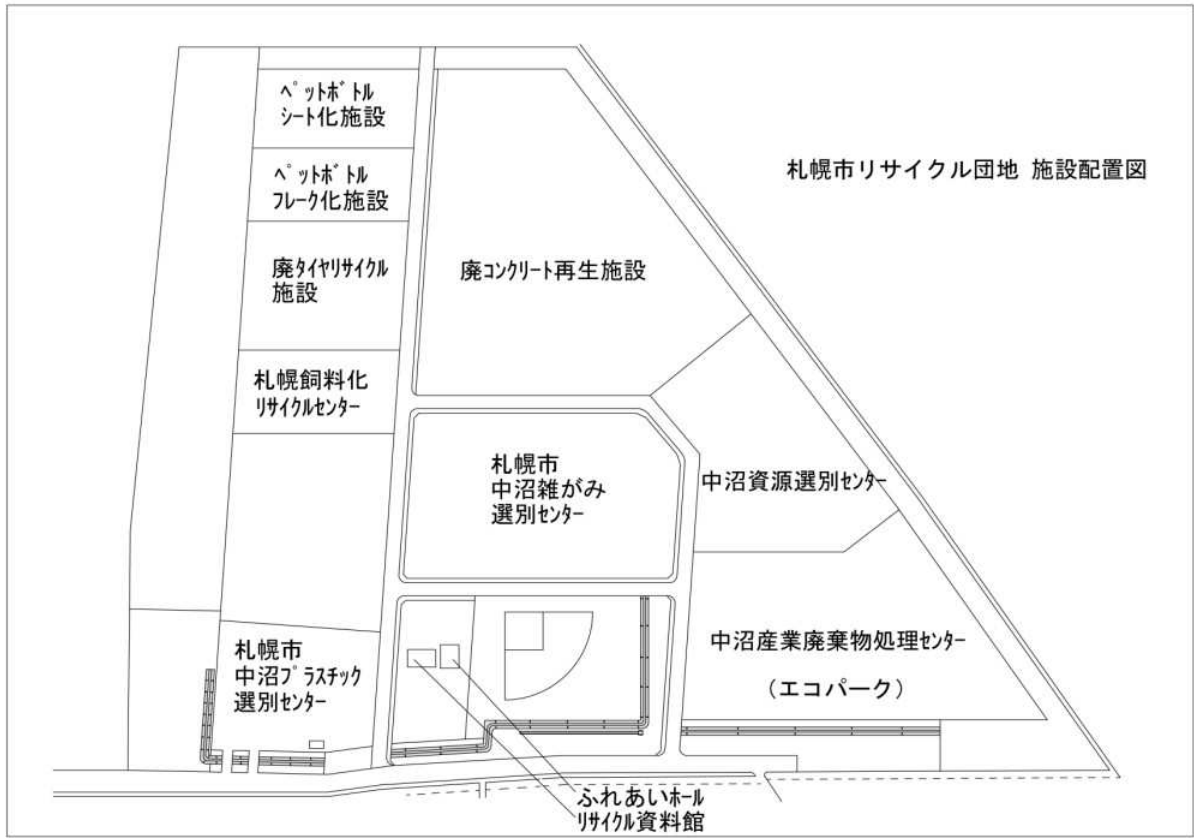 札幌市リサイクル団地 施設配置図
ﾍﾟｯﾄﾎﾞﾄﾙ
ｼｰﾄ化施設
ﾍﾟｯﾄﾎﾞﾄﾙ
ﾌﾚｰｸ化施設
廃ﾀｲﾔﾘｻｲｸﾙ
施設
廃ｺﾝｸﾘｰﾄ再生施設
札幌飼料化
ﾘｻｲｸﾙｾﾝﾀｰ
札幌市
中沼雑がみ
選別ｾﾝﾀｰ
中沼資源選別ｾﾝﾀｰ
札幌市
中沼ﾌﾟﾗｽﾁｯｸ
選別ｾﾝﾀｰ
中沼産業廃棄物処理ｾﾝﾀｰ
（エコパーク）
ふれあいﾎｰﾙ
ﾘｻｲｸﾙ資料館